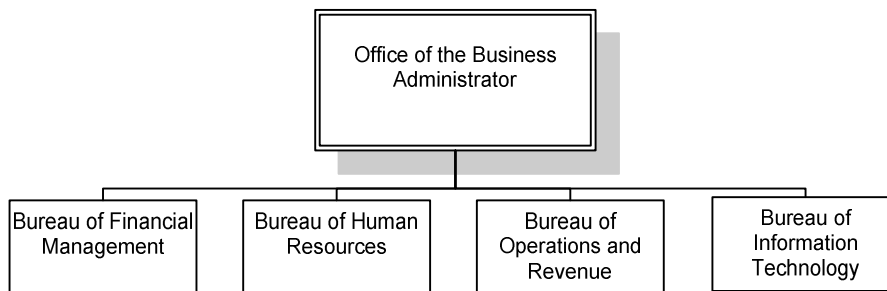 Office of the Business
Administrator
Bureau of Financial
Management
Bureau of Human
Resources
Bureau of
Operations and
Revenue
Bureau of
Information
Technology